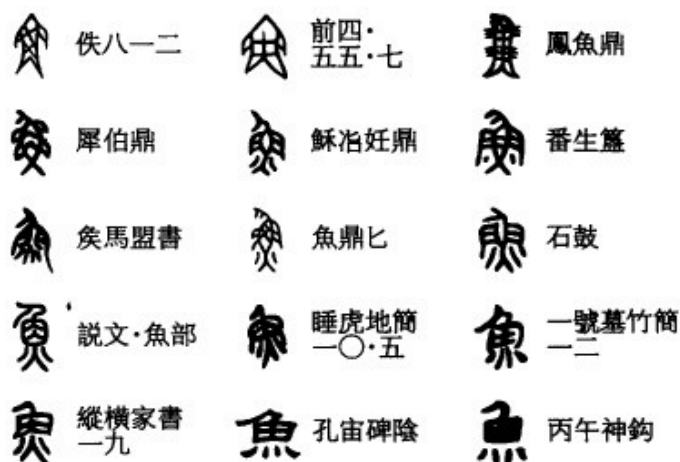 佚八一二
前四·
五五·七
鳳魚鼎
犀伯鼎
穌冶妊鼎
番生簋
矦馬盟書
魚鼎匕
石鼓
説文·魚部
睡虎地簡
一〇·五
一號墓竹簡
一二
縱橫家書
一九
孔宙碑陰
丙午神鈎